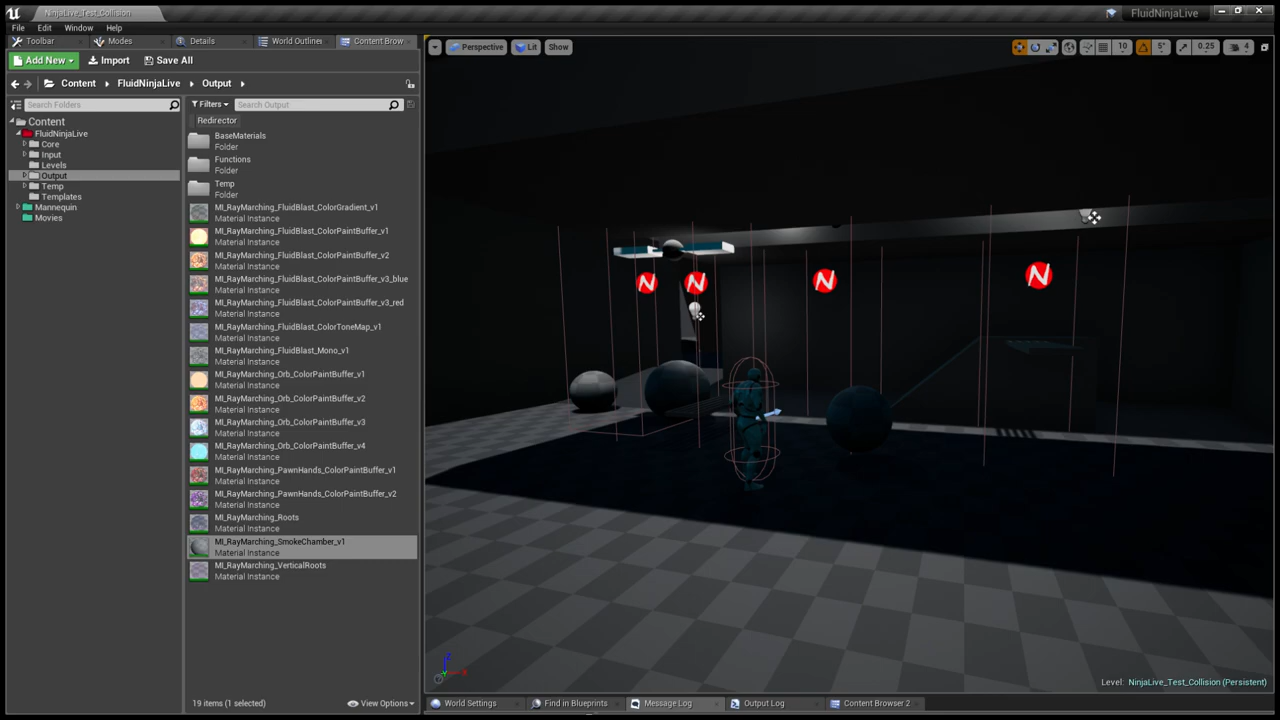 NinjaLive_Test_Collision
FluidNinjaLive
File Edit Window Help
Toolbar Modes Details World Outliner Content Brow
Add New Import Save All
Content FluidNinjaLive Output
Search Folders
Filters Search Output
Redirector
Content
FluidNinjaLive
Core
Input
Levels
Output
Temp
Templates
Mannequin
Movies
BaseMaterials
Folder
Functions
Folder
Temp
Folder
MI_RayMarching_FluidBlast_ColorGradient_v1
Material Instance
MI_RayMarching_FluidBlast_ColorPaintBuffer_v1
Material Instance
MI_RayMarching_FluidBlast_ColorPaintBuffer_v2
Material Instance
MI_RayMarching_FluidBlast_ColorPaintBuffer_v3_blue
Material Instance
MI_RayMarching_FluidBlast_ColorPaintBuffer_v3_red
Material Instance
MI_RayMarching_FluidBlast_ColorToneMap_v1
Material Instance
MI_RayMarching_FluidBlast_Mono_v1
Material Instance
MI_RayMarching_Orb_ColorPaintBuffer_v1
Material Instance
MI_RayMarching_Orb_ColorPaintBuffer_v2
Material Instance
MI_RayMarching_Orb_ColorPaintBuffer_v3
Material Instance
MI_RayMarching_Orb_ColorPaintBuffer_v4
Material Instance
MI_RayMarching_PawnHands_ColorPaintBuffer_v1
Material Instance
MI_RayMarching_PawnHands_ColorPaintBuffer_v2
Material Instance
MI_RayMarching_Roots
Material Instance
MI_RayMarching_SmokeChamber_v1
Material Instance
MI_RayMarching_VerticalRoots
Material Instance
19 items (1 selected) View Options
Perspective Lit Show
10 5° 0.25 4
N N N N
Level: NinjaLive_Test_Collision (Persistent)
World Settings Find in Blueprints Message Log Output Log Content Browser 2